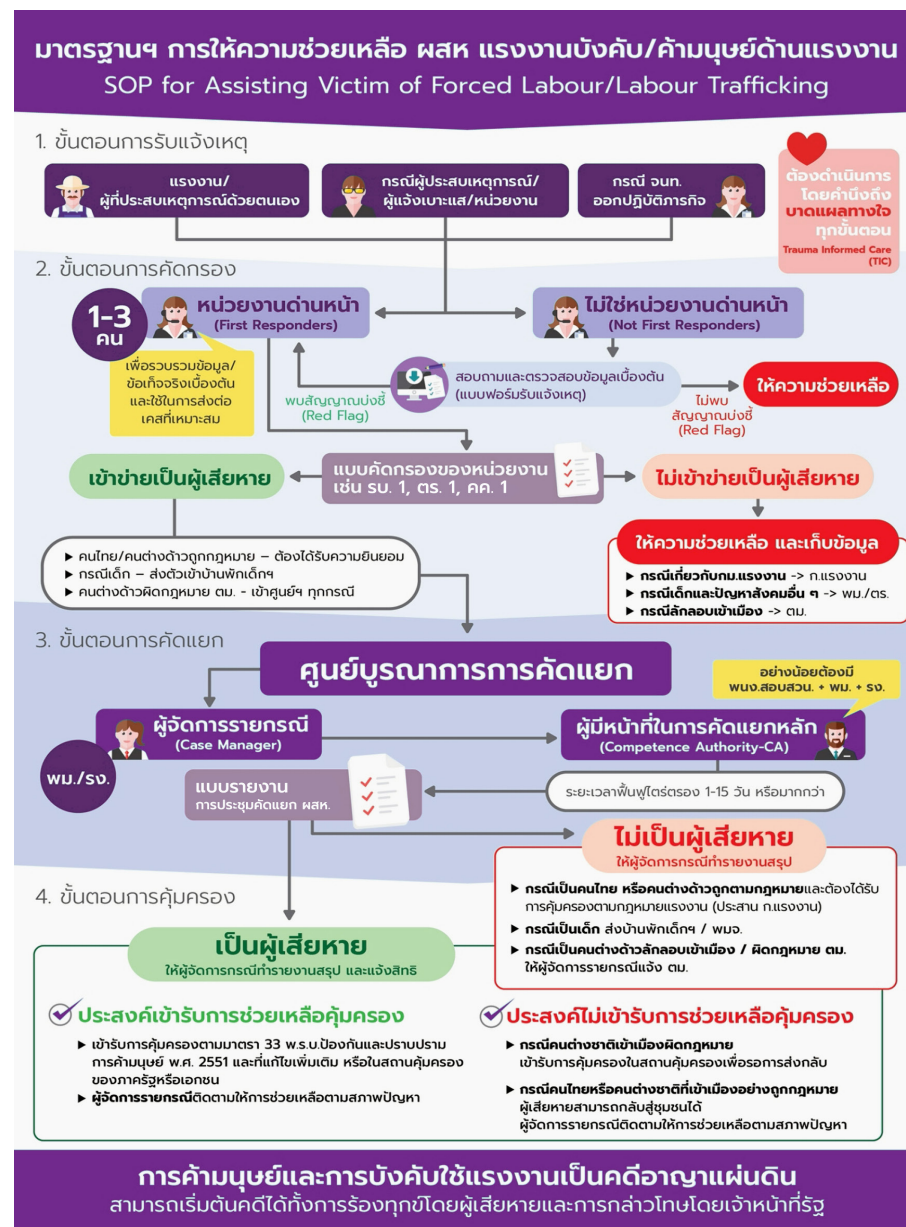 มาตรฐานฯ การให้ความช่วยเหลือ ผสห แรงงานบังคับ/ค้ามนุษย์ด้านแรงงาน
SOP for Assisting Victim of Forced Labour/Labour Trafficking
1. ขั้นตอนการรับแจ้งเหตุ
แรงงาน/
ผู้ที่ประสบเหตุการณ์ด้วยตนเอง
กรณีผู้ประสบเหตุการณ์/
ผู้แจ้งเบาะแส/หน่วยงาน
กรณี จนท.
ออกปฏิบัติภารกิจ
ต้องดำเนินการ
โดยคำนึงถึง
บาดแผลทางใจ
ทุกขั้นตอน
Trauma Informed Care
(TIC)
2. ขั้นตอนการคัดกรอง
1-3
คน
หน่วยงานด่านหน้า
(First Responders)
ไม่ใช่หน่วยงานด่านหน้า
(Not First Responders)
เพื่อรวบรวมข้อมูล/
ข้อเท็จจริงเบื้องต้น
และใช้ในการส่งต่อ
เคสที่เหมาะสม
พบสัญญาณบ่งชี้
(Red Flag)
สอบถามและตรวจสอบข้อมูลเบื้องต้น
(แบบฟอร์มรับแจ้งเหตุ)
ไม่พบ
สัญญาณบ่งชี้
(Red Flag)
ให้ความช่วยเหลือ
เข้าข่ายเป็นผู้เสียหาย
แบบคัดกรองของหน่วยงาน
เช่น รบ. 1, ตร. 1, คค. 1
ไม่เข้าข่ายเป็นผู้เสียหาย
▶ คนไทย/คนต่างด้าวถูกกฎหมาย – ต้องได้รับความยินยอม
▶ กรณีเด็ก – ส่งตัวเข้าบ้านพักเด็กฯ
▶ คนต่างด้าวผิดกฎหมาย ตม. - เข้าศูนย์ฯ ทุกกรณี
ให้ความช่วยเหลือ และเก็บข้อมูล
▶ กรณีเกี่ยวกับกม.แรงงาน -> ก.แรงงาน
▶ กรณีเด็กและปัญหาสังคมอื่น ๆ -> พม./ตร.
▶ กรณีลักลอบเข้าเมือง -> ตม.
3. ขั้นตอนการคัดแยก
ศูนย์บูรณาการการคัดแยก
อย่างน้อยต้องมี
พนง.สอบสวน. + พม. + รง.
ผู้จัดการรายกรณี
(Case Manager)
ผู้มีหน้าที่ในการคัดแยกหลัก
(Competence Authority-CA)
พม./รง.
แบบรายงาน
การประชุมคัดแยก ผสห.
ระยะเวลาฟื้นฟูไตร่ตรอง 1-15 วัน หรือมากกว่า
ไม่เป็นผู้เสียหาย
ให้ผู้จัดการกรณีทำรายงานสรุป
▶ กรณีเป็นคนไทย หรือคนต่างด้าวถูกตามกฎหมายและต้องได้รับ
การคุ้มครองตามกฎหมายแรงงาน (ประสาน ก.แรงงาน)
▶ กรณีเป็นเด็ก ส่งบ้านพักเด็กฯ / พมจ.
▶ กรณีเป็นคนต่างด้าวลักลอบเข้าเมือง / ผิดกฎหมาย ตม.
ให้ผู้จัดการรายกรณีแจ้ง ตม.
4. ขั้นตอนการคุ้มครอง
เป็นผู้เสียหาย
ให้ผู้จัดการกรณีทำรายงานสรุป และแจ้งสิทธิ
ประสงค์เข้ารับการช่วยเหลือคุ้มครอง
▶ เข้ารับการคุ้มครองตามมาตรา 33 พ.ร.บ.ป้องกันและปราบปราม
การค้ามนุษย์ พ.ศ. 2551 และที่แก้ไขเพิ่มเติม หรือในสถานคุ้มครอง
ของภาครัฐหรือเอกชน
▶ ผู้จัดการรายกรณีติดตามให้การช่วยเหลือตามสภาพปัญหา
ประสงค์ไม่เข้ารับการช่วยเหลือคุ้มครอง
▶ กรณีคนต่างชาติเข้าเมืองผิดกฎหมาย
เข้ารับการคุ้มครองในสถานคุ้มครองเพื่อรอการส่งกลับ
▶ กรณีคนไทยหรือคนต่างชาติที่เข้าเมืองอย่างถูกกฎหมาย
ผู้เสียหายสามารถกลับสู่ชุมชนได้
ผู้จัดการรายกรณีติดตามให้การช่วยเหลือตามสภาพปัญหา
การค้ามนุษย์และการบังคับใช้แรงงานเป็นคดีอาญาแผ่นดิน
สามารถเริ่มต้นคดีได้ทั้งการร้องทุกข์โดยผู้เสียหายและการกล่าวโทษโดยเจ้าหน้าที่รัฐ